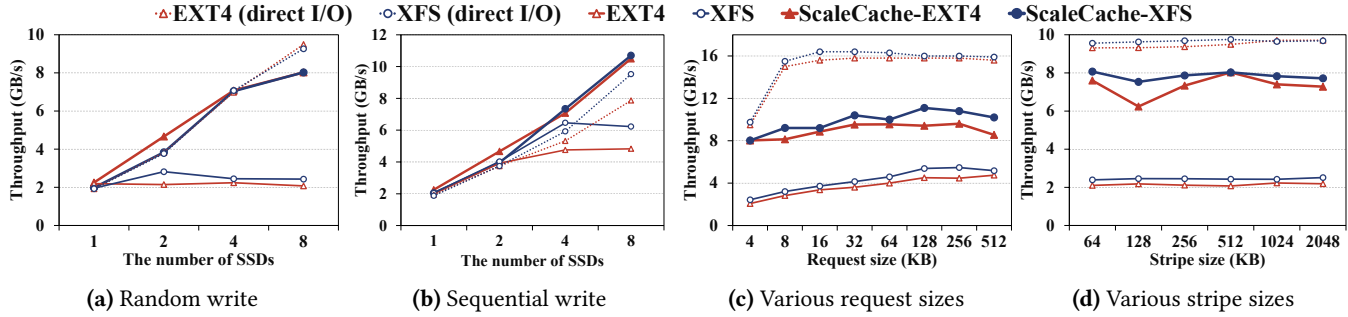 EXT4 (direct I/O) XFS (direct I/O) EXT4 XFS ScaleCache-EXT4 ScaleCache-XFS
Throughput (GB/s)
10
8
6
4
2
0
1 2 4 8
The number of SSDs
(a) Random write
Throughput (GB/s)
12
10
8
6
4
2
0
1 2 4 8
The number of SSDs
(b) Sequential write
Throughput (GB/s)
16
12
8
4
0
4 8 16 32 64 128 256 512
Request size (KB)
(c) Various request sizes
Throughput (GB/s)
10
8
6
4
2
0
64 128 256 512 1024 2048
Stripe size (KB)
(d) Various stripe sizes